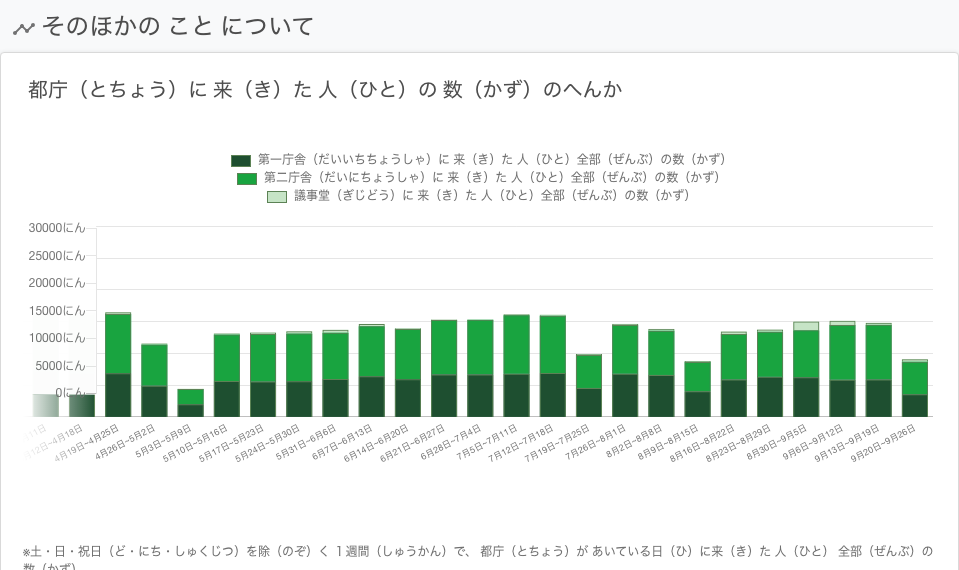 そのほかの こと について
都庁（とちょう）に 来（き）た 人（ひと）の 数（かず）のへんか
第一庁舎（だいいちちょうしゃ）に 来（き）た 人（ひと）全部（ぜんぶ）の数（かず）
第二庁舎（だいにちょうしゃ）に 来（き）た 人（ひと）全部（ぜんぶ）の数（かず）
議事堂（ぎじどう）に 来（き）た 人（ひと）全部（ぜんぶ）の数（かず）
30000にん
25000にん
20000にん
15000にん
10000にん
5000にん
0にん
11日
12日~4月18日
4月19日~4月25日
4月26日~5月2日
5月3日~5月9日
5月10日~5月16日
5月17日~5月23日
5月24日~5月30日
5月31日~6月6日
6月7日~6月13日
6月14日~6月20日
6月21日~6月27日
6月28日~7月4日
7月5日~7月11日
7月12日~7月18日
7月19日~7月25日
7月26日~8月1日
8月2日~8月8日
8月9日~8月15日
8月16日~8月22日
8月23日~8月29日
8月30日~9月5日
9月6日~9月12日
9月13日~9月19日
9月20日~9月26日
※土・日・祝日（ど・にち・しゅくじつ）を除（のぞ）く １週間（しゅうかん）で、 都庁（とちょう）が あいている日（ひ）に来（き）た 人（ひと） 全部（ぜんぶ）の
数（かず）